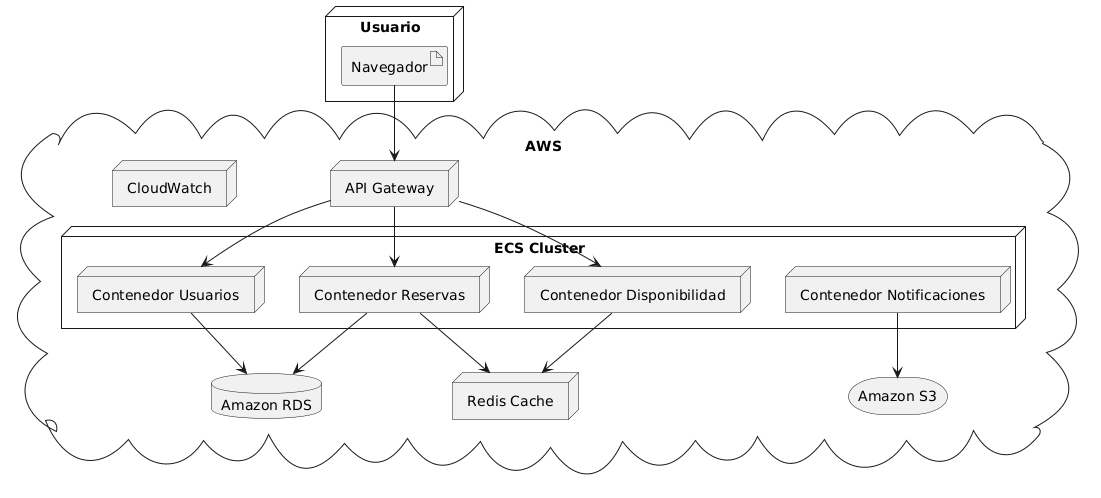 Usuario
Navegador
AWS
CloudWatch
API Gateway
ECS Cluster
Contenedor Usuarios
Contenedor Reservas
Contenedor Disponibilidad
Contenedor Notificaciones
Amazon RDS
Redis Cache
Amazon S3